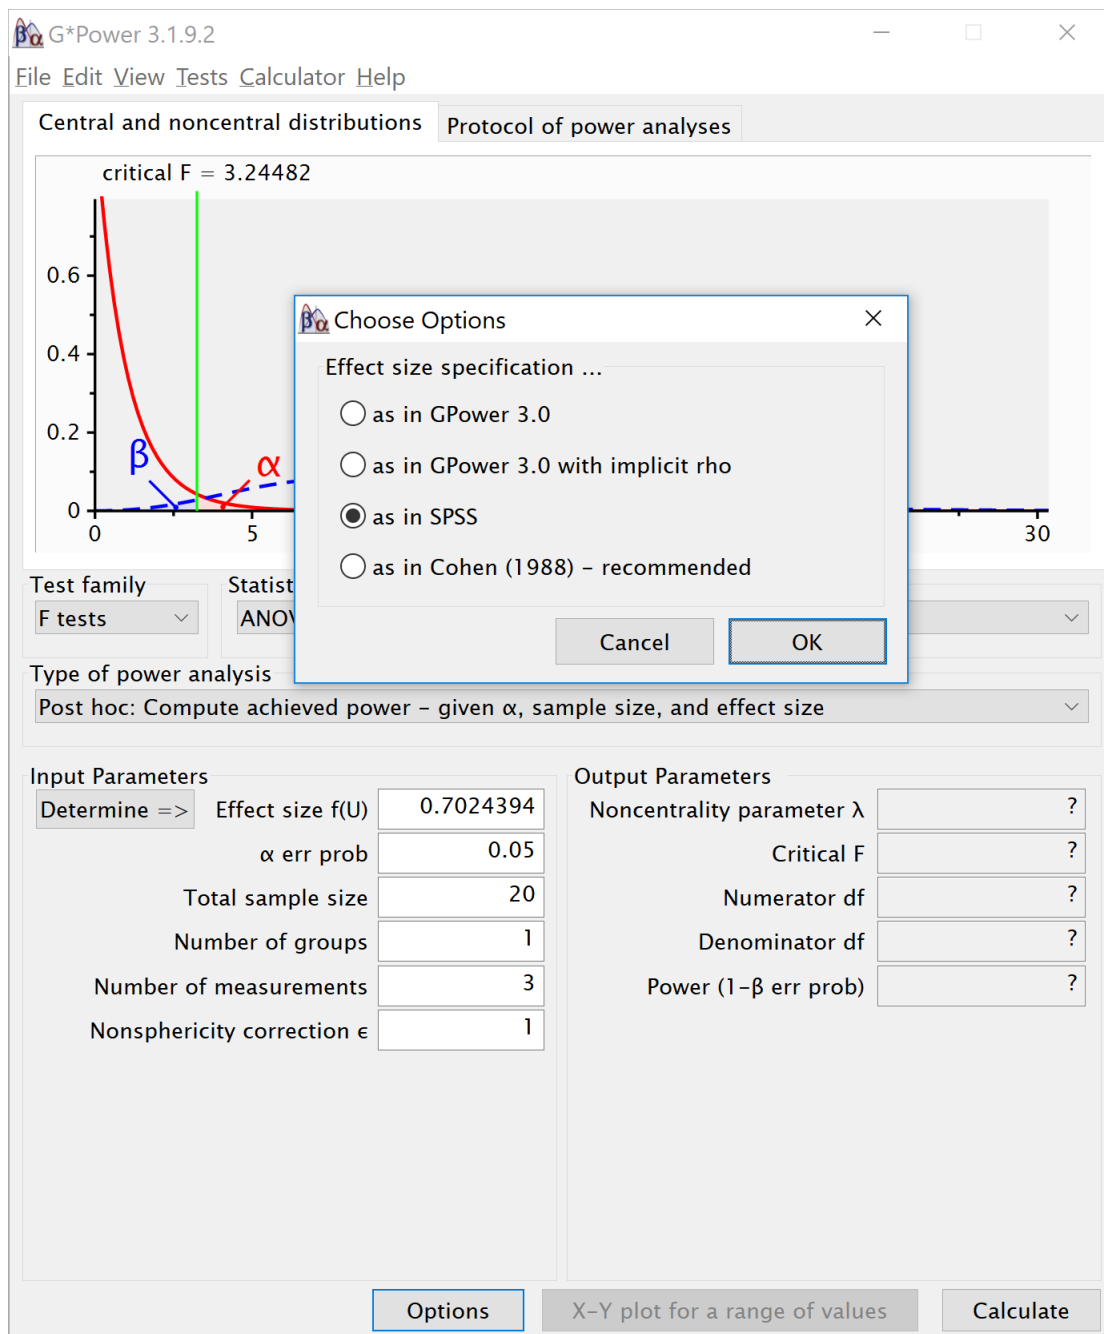 G*Power 3.1.9.2
File Edit View Tests Calculator Help
Central and noncentral distributions
Protocol of power analyses
critical F = 3.24482
0.6
0.4
0.2
0
β
α
0
5
30
Choose Options
Effect size specification ...
as in GPower 3.0
as in GPower 3.0 with implicit rho
as in SPSS
as in Cohen (1988) – recommended
Cancel
OK
Test family
F tests
Statist
ANOV
Type of power analysis
Post hoc: Compute achieved power – given α, sample size, and effect size
Input Parameters
Determine =>
Effect size f(U)
0.7024394
α err prob
0.05
Total sample size
20
Number of groups
1
Number of measurements
3
Nonsphericity correction ϵ
1
Output Parameters
Noncentrality parameter λ
?
Critical F
?
Numerator df
?
Denominator df
?
Power (1–β err prob)
?
Options
X–Y plot for a range of values
Calculate